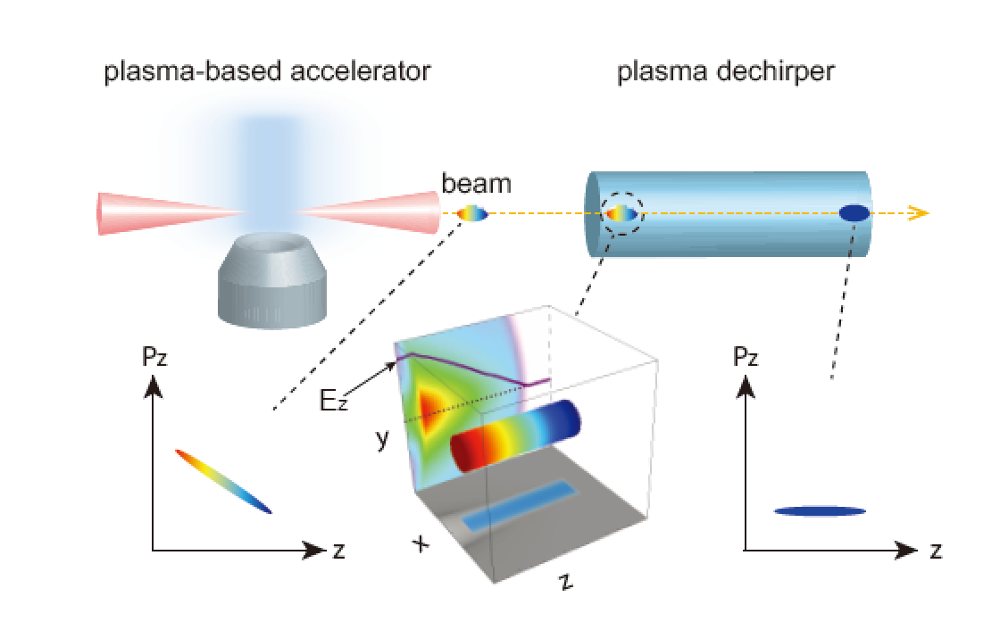 plasma-based accelerator
plasma dechirper
beam
Pz
z
Ez
y
x
z
Pz
z